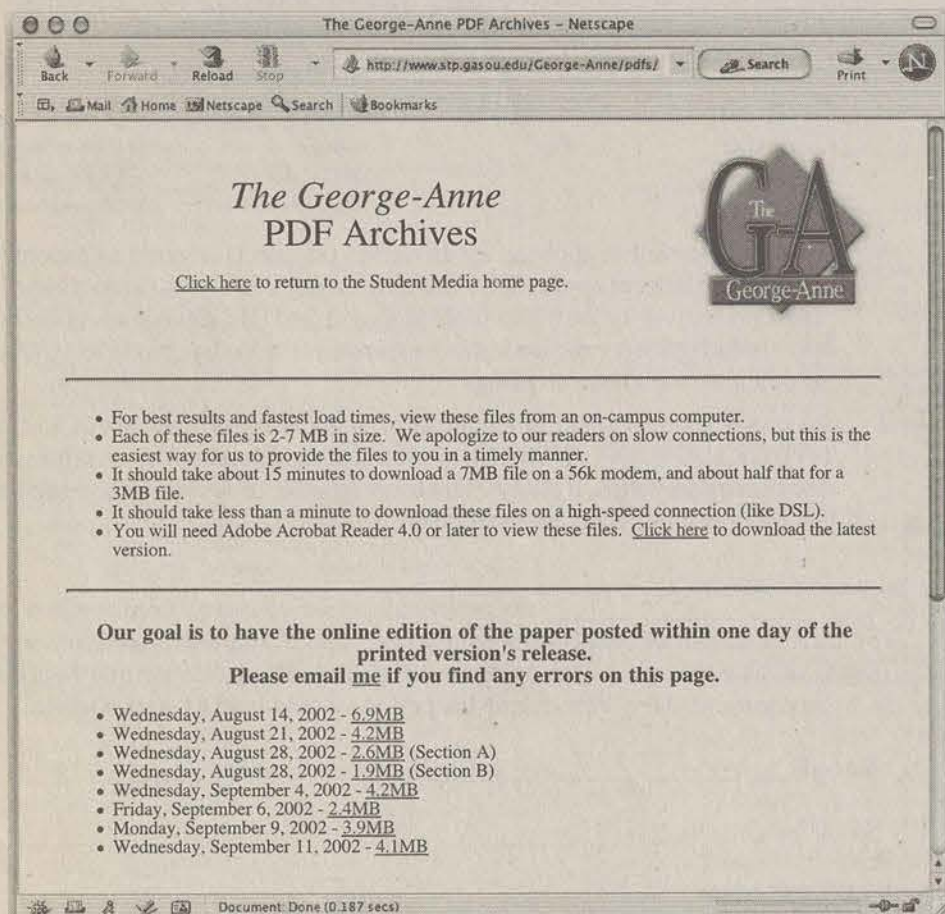 The George-Anne PDF Archives – Netscape
Back
Forward
Reload
Stop
http://www.stp.gasou.edu/George-Anne/pdfs/
Search
Print
N
Mail Home Netscape Search Bookmarks
The George-Anne
PDF Archives
The
GA
George-Anne
Click here to return to the Student Media home page.
• For best results and fastest load times, view these files from an on-campus computer.
• Each of these files is 2-7 MB in size. We apologize to our readers on slow connections, but this is the
easiest way for us to provide the files to you in a timely manner.
• It should take about 15 minutes to download a 7MB file on a 56k modem, and about half that for a
3MB file.
• It should take less than a minute to download these files on a high-speed connection (like DSL).
• You will need Adobe Acrobat Reader 4.0 or later to view these files. Click here to download the latest
version.
Our goal is to have the online edition of the paper posted within one day of the
printed version's release.
Please email me if you find any errors on this page.
• Wednesday, August 14, 2002 - 6.9MB
• Wednesday, August 21, 2002 - 4.2MB
• Wednesday, August 28, 2002 - 2.6MB (Section A)
• Wednesday, August 28, 2002 - 1.9MB (Section B)
• Wednesday, September 4, 2002 - 4.2MB
• Friday, September 6, 2002 - 2.4MB
• Monday, September 9, 2002 - 3.9MB
• Wednesday, September 11, 2002 - 4.1MB
Document: Done (0.187 secs)